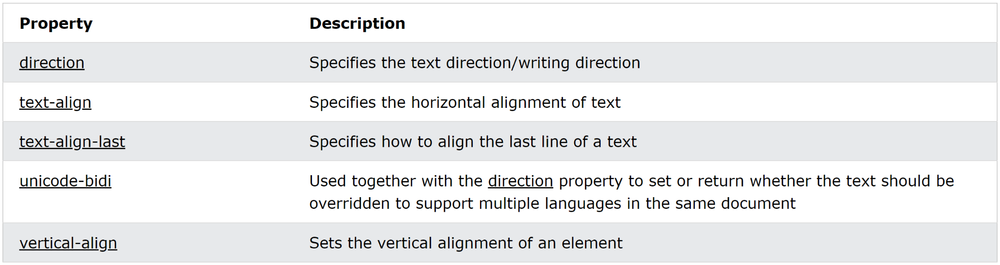 Property Description
direction Specifies the text direction/writing direction
text-align Specifies the horizontal alignment of text
text-align-last Specifies how to align the last line of a text
unicode-bidi Used together with the direction property to set or return whether the text should be
overridden to support multiple languages in the same document
vertical-align Sets the vertical alignment of an element